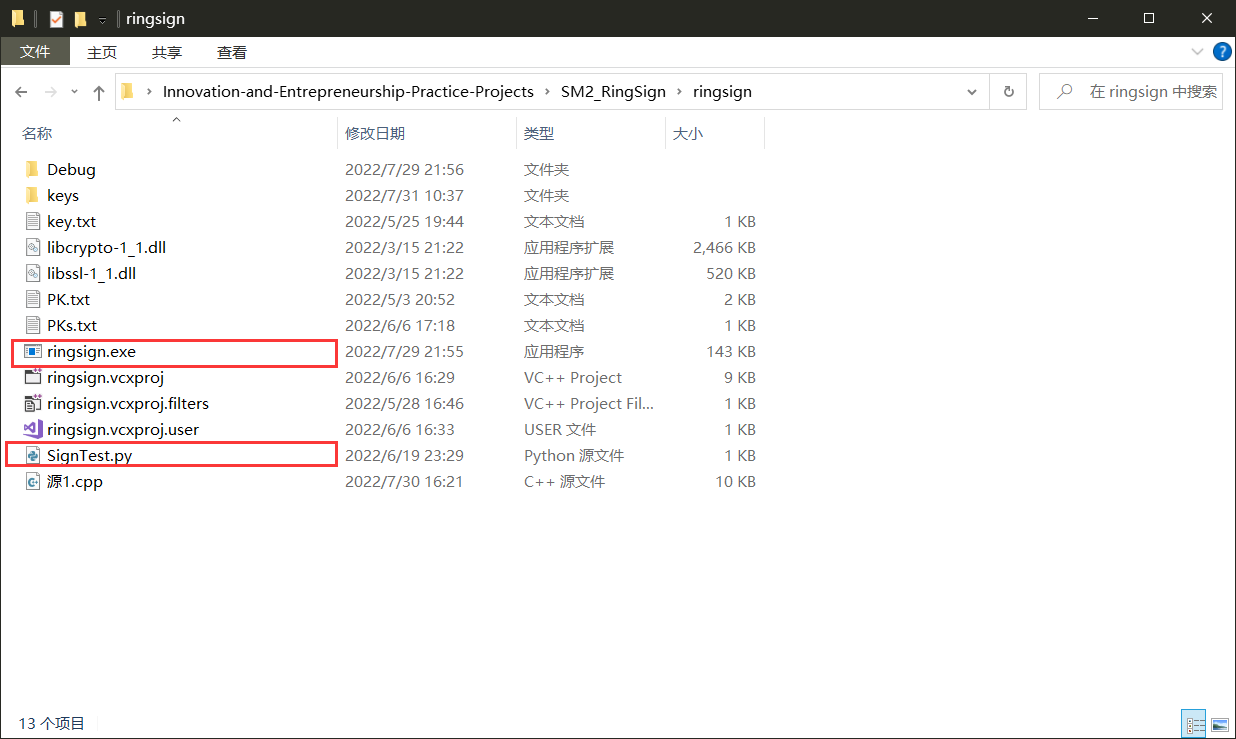 ringsign
文件 主页 共享 查看
Innovation-and-Entrepreneurship-Practice-Projects › SM2_RingSign › ringsign 在 ringsign 中搜索
名称 修改日期 类型 大小
Debug 2022/7/29 21:56 文件夹
keys 2022/7/31 10:37 文件夹
key.txt 2022/5/25 19:44 文本文档 1 KB
libcrypto-1_1.dll 2022/3/15 21:22 应用程序扩展 2,466 KB
libssl-1_1.dll 2022/3/15 21:22 应用程序扩展 520 KB
PK.txt 2022/5/3 20:52 文本文档 2 KB
PKs.txt 2022/6/6 17:18 文本文档 1 KB
ringsign.exe 2022/7/29 21:55 应用程序 143 KB
ringsign.vcxproj 2022/6/6 16:29 VC++ Project 9 KB
ringsign.vcxproj.filters 2022/5/28 16:46 VC++ Project Fil... 1 KB
ringsign.vcxproj.user 2022/6/6 16:33 USER 文件 1 KB
SignTest.py 2022/6/19 23:29 Python 源文件 1 KB
源1.cpp 2022/7/30 16:21 C++ 源文件 10 KB
13 个项目